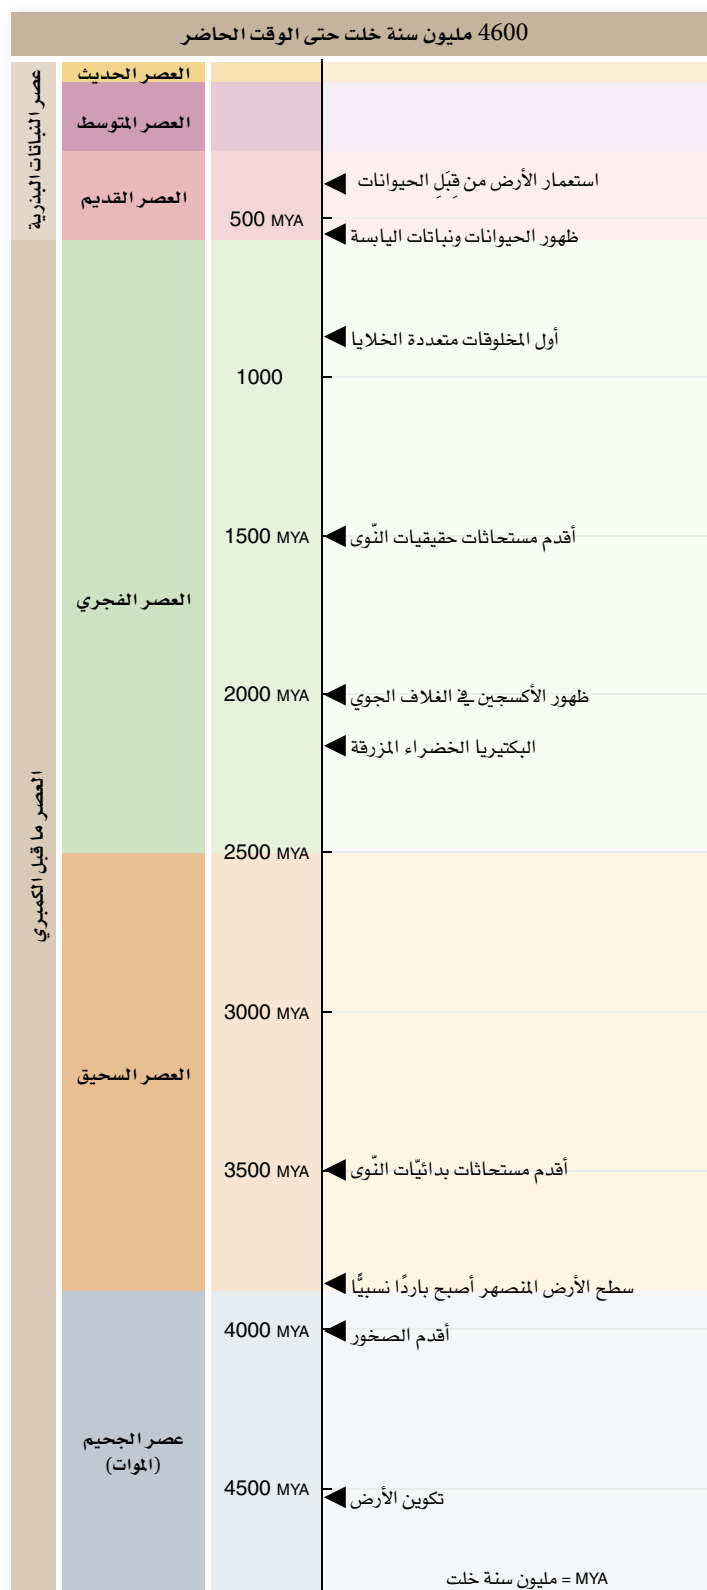 4600 مليون سنة خلت حتى الوقت الحاضر
عصر النباتات البذرية
العصر الحديث
العصر المتوسط
العصر القديم
استعمار الأرض من قِبَلِ الحيوانات
500 MYA
ظهور الحيوانات ونباتات اليابسة
العصر ما قبل الكمبري
العصر الفجري
أول المخلوقات متعددة الخلايا
1000
1500 MYA
أقدم مستحاثات حقيقيات النّوى
2000 MYA
ظهور الأكسجين في الغلاف الجوي
البكتيريا الخضراء المزرقة
2500 MYA
العصر السحيق
3000 MYA
3500 MYA
أقدم مستحاثات بدائيّات النّوى
سطح الأرض المنصهر أصبح باردًا نسبيًّا
4000 MYA
أقدم الصخور
عصر الجحيم
(الموات)
4500 MYA
تكوين الأرض
MYA = مليون سنة خلت